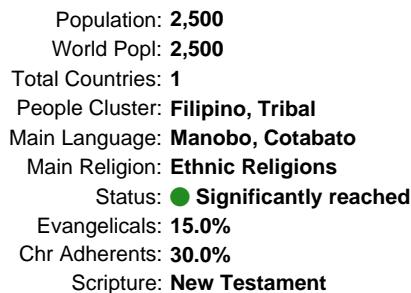 Population: 2,500
World Popl: 2,500
Total Countries: 1
People Cluster: Filipino, Tribal
Main Language: Manobo, Cotabato
Main Religion: Ethnic Religions
Status: Significantly reached
Evangelicals: 15.0%
Chr Adherents: 30.0%
Scripture: New Testament